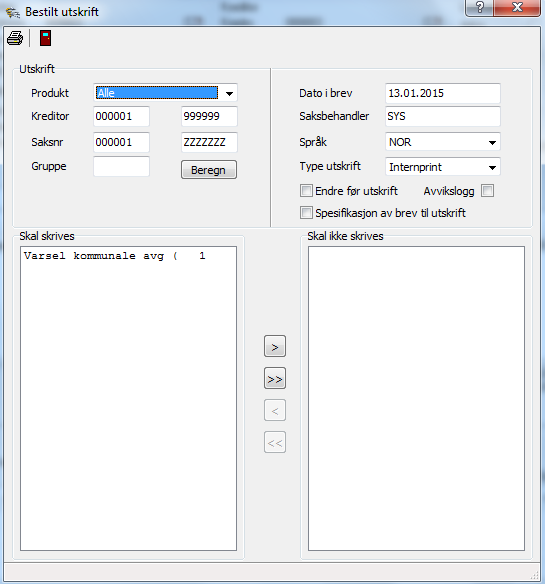 Bestilt utskrift
Utskrift
Produkt Alle
Kreditor 000001 999999
Saksnr 000001 ZZZZZZZ
Gruppe Beregn
Dato i brev 13.01.2015
Saksbehandler SYS
Språk NOR
Type utskrift Internprint
Endre før utskrift Avvikslogg
Spesifikasjon av brev til utskrift
Skal skrives
Varsel kommunale avg ( 1
Skal ikke skrives
>
>>
<
<<